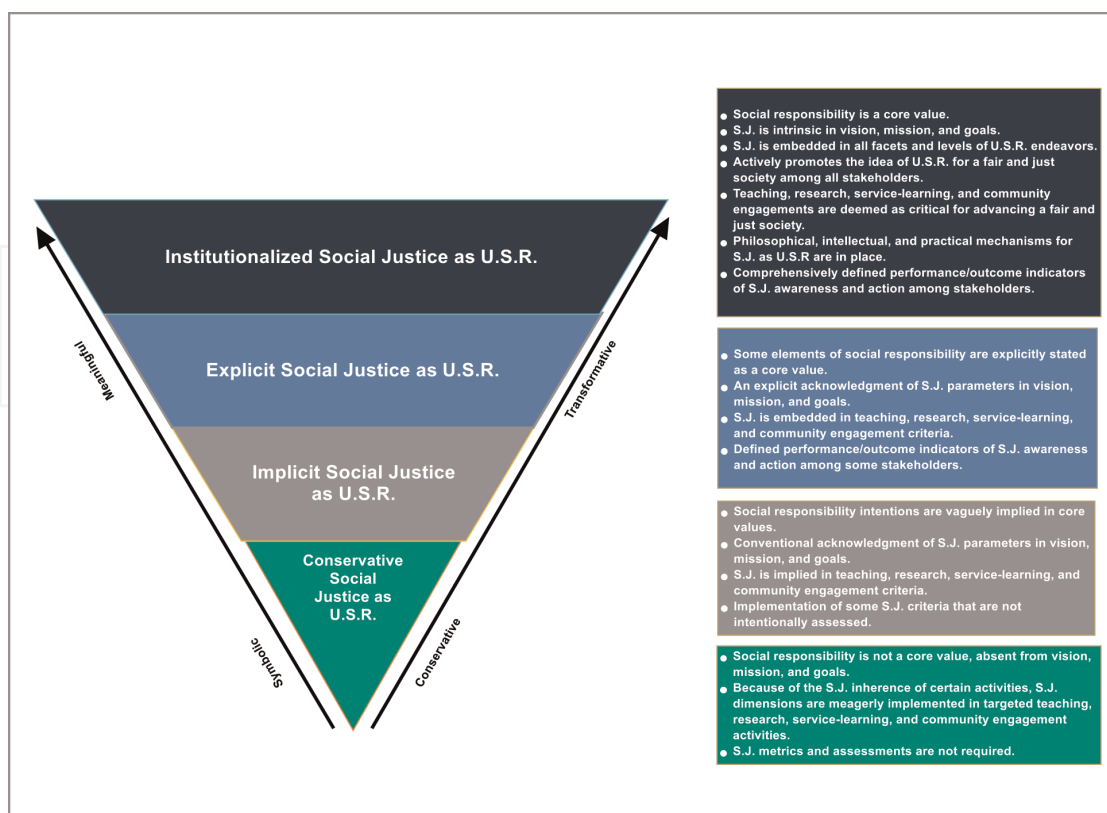 Institutionalized Social Justice as U.S.R.
Explicit Social Justice as U.S.R.
Implicit Social Justice
as U.S.R.
Conservative
Social
Justice as
U.S.R.
Meaningful
Symbolic
Transformative
Conservative
● Social responsibility is a core value.
● S.J. is intrinsic in vision, mission, and goals.
● S.J. is embedded in all facets and levels of U.S.R. endeavors.
● Actively promotes the idea of U.S.R. for a fair and just
society among all stakeholders.
● Teaching, research, service-learning, and community
engagements are deemed as critical for advancing a fair and
just society.
● Philosophical, intellectual, and practical mechanisms for
S.J. as U.S.R are in place.
● Comprehensively defined performance/outcome indicators
of S.J. awareness and action among stakeholders.
● Some elements of social responsibility are explicitly stated
as a core value.
● An explicit acknowledgment of S.J. parameters in vision,
mission, and goals.
● S.J. is embedded in teaching, research, service-learning,
and community engagement criteria.
● Defined performance/outcome indicators of S.J. awareness
and action among some stakeholders.
● Social responsibility intentions are vaguely implied in core
values.
● Conventional acknowledgment of S.J. parameters in vision,
mission, and goals.
● S.J. is implied in teaching, research, service-learning, and
community engagement criteria.
● Implementation of some S.J. criteria that are not
intentionally assessed.
● Social responsibility is not a core value, absent from vision,
mission, and goals.
● Because of the S.J. inherence of certain activities, S.J.
dimensions are meagerly implemented in targeted teaching,
research, service-learning, and community engagement
activities.
● S.J. metrics and assessments are not required.